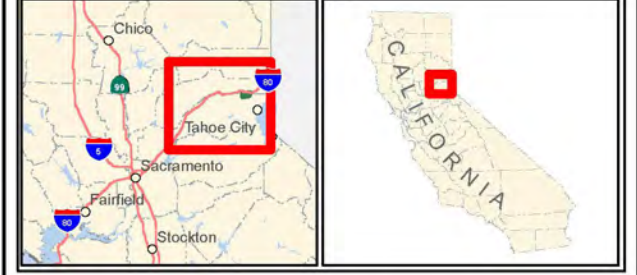 Chico
99
80
Tahoe City
5
Sacramento
Fairfield
80
Stockton
CALIFORNIA